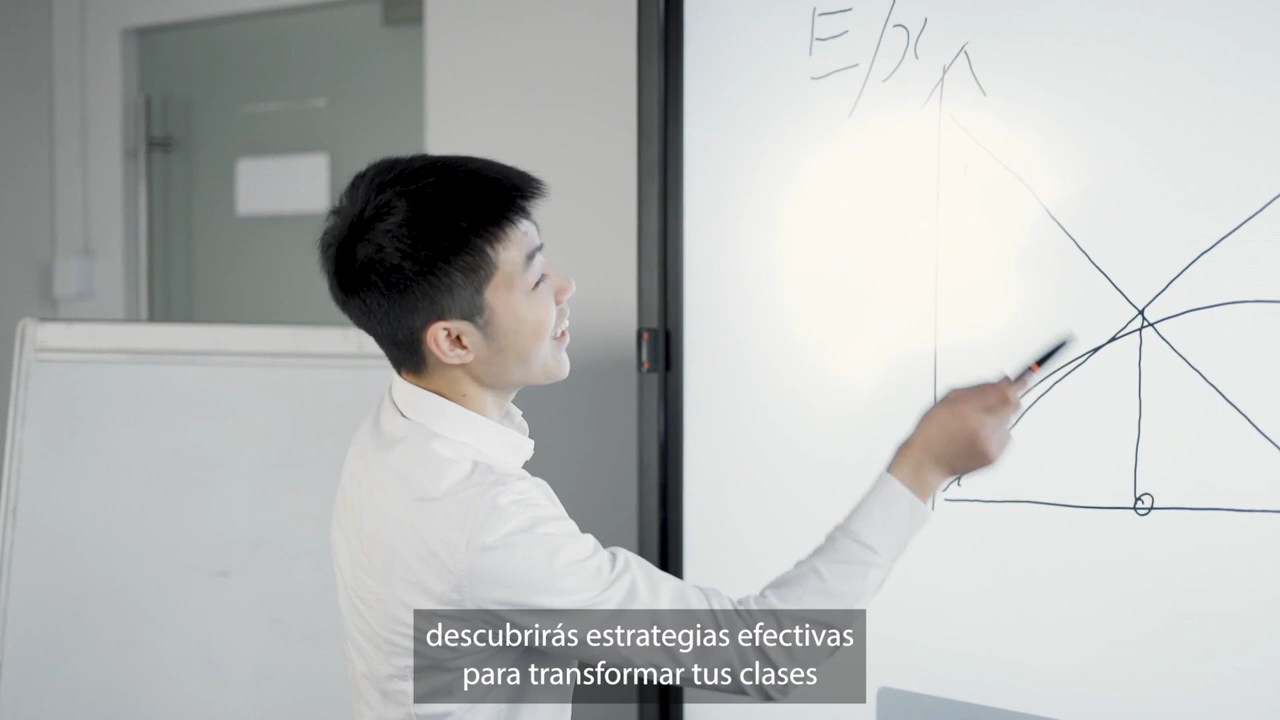 E/x
descubrirás estrategias efectivas
para transformar tus clases